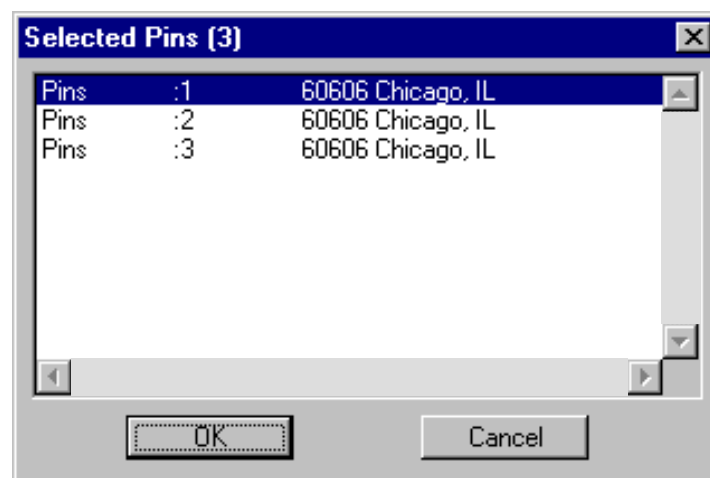 Selected Pins (3)
Pins :1 60606 Chicago, IL
Pins :2 60606 Chicago, IL
Pins :3 60606 Chicago, IL
OK Cancel